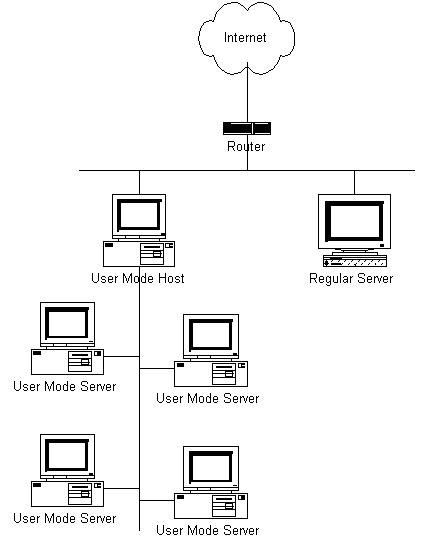 Internet
Router
User Mode Host
Regular Server
User Mode Server
User Mode Server
User Mode Server
User Mode Server